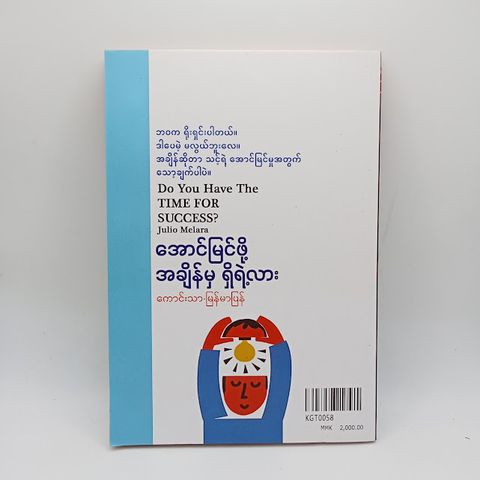 ဘဝက ရိုးရှင်းပါတယ်။
ဒါပေမဲ့ မလွယ်ဘူးလေ။
အချိန်ဆိုတာ သင့်ရဲ့ အောင်မြင်မှုအတွက်
သော့ချက်ပါပဲ။
Do You Have The
TIME FOR
SUCCESS?
Julio Melara
အောင်မြင်ဖို့
အချိန်မှ ရှိရဲ့လား
ကောင်းသာ-မြန်မာပြန်
KGT0058
MMK 2,000.00